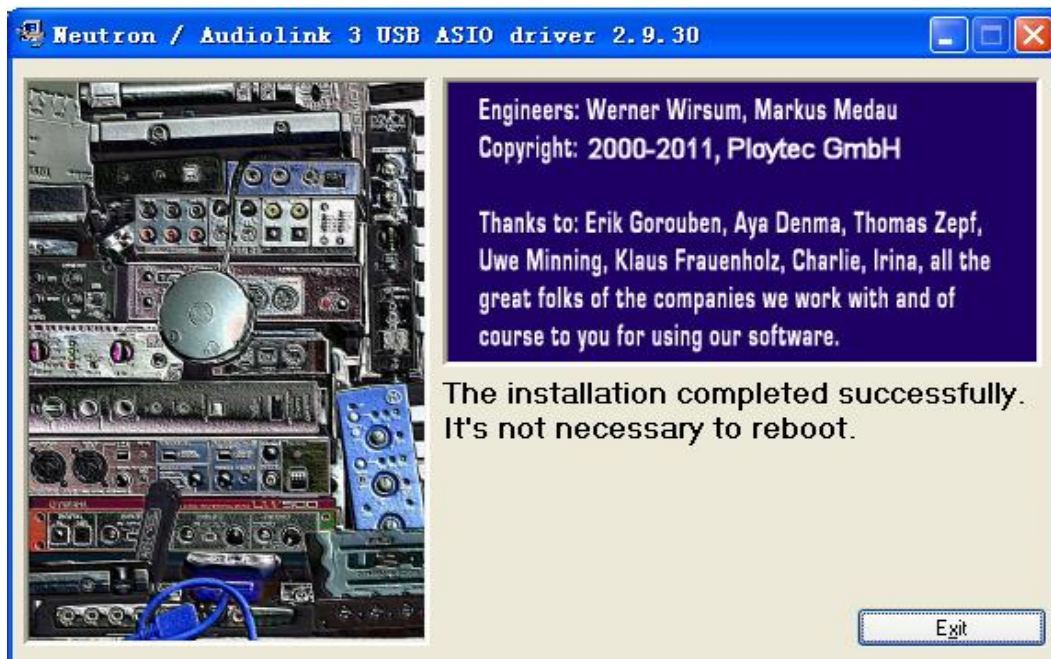 Neutron / Audiolink 3 USB ASIO driver 2.9.30
Engineers: Werner Wirsum, Markus Medau
Copyright: 2000-2011, Ploytec GmbH
Thanks to: Erik Gorouben, Aya Denma, Thomas Zepf,
Uwe Minning, Klaus Frauenholz, Charlie, Irina, all the
great folks of the companies we work with and of
course to you for using our software.
The installation completed successfully.
It's not necessary to reboot.
YAMAHA
Exit